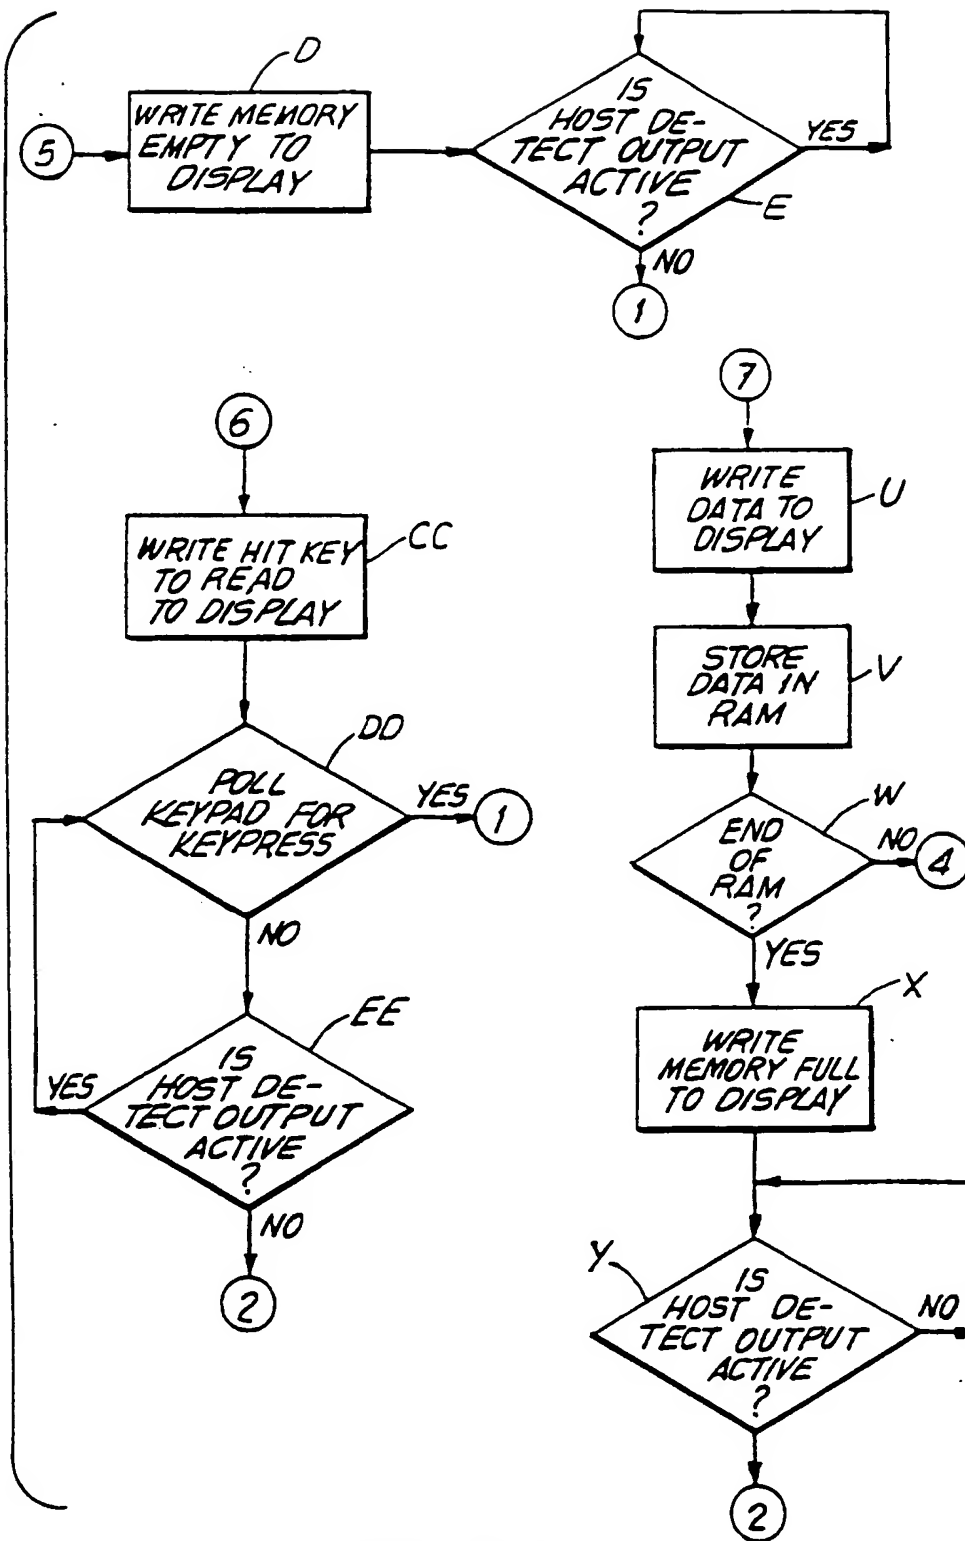 D
5
WRITE MEMORY
EMPTY TO
DISPLAY
IS
HOST DE-
TECT OUTPUT
ACTIVE
?
YES
E
NO
1
6
WRITE HIT KEY
TO READ
TO DISPLAY
CC
DD
POLL
KEYPAD FOR
KEYPRESS
YES
1
NO
EE
IS
HOST DE-
TECT OUTPUT
ACTIVE
?
YES
NO
2
7
WRITE
DATA TO
DISPLAY
U
STORE
DATA IN
RAM
V
W
END
OF
RAM
?
NO
4
YES
X
WRITE
MEMORY FULL
TO DISPLAY
Y
IS
HOST DE-
TECT OUTPUT
ACTIVE
?
NO
2